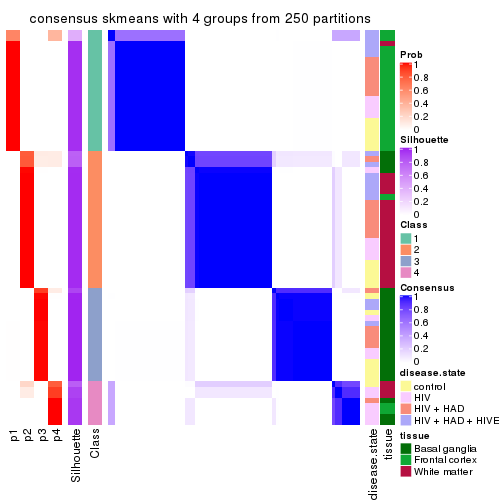 consensus skmeans with 4 groups from 250 partitions
p1
p2
p3
p4
Silhouette
Class
disease.state
tissue
Prob
1
0.8
0.6
0.4
0.2
0
Silhouette
1
0.8
0.6
0.4
0.2
0
Class
1
2
3
4
Consensus
1
0.8
0.6
0.4
0.2
0
disease.state
control
HIV
HIV + HAD
HIV + HAD + HIVE
tissue
Basal ganglia
Frontal cortex
White matter